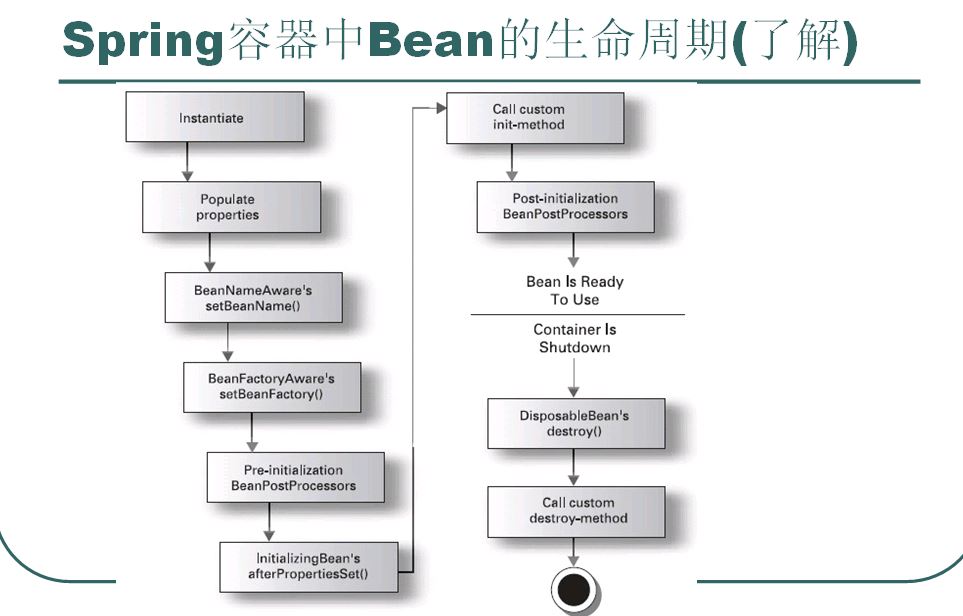 Spring容器中Bean的生命周期(了解)
Instantiate
Populate
properties
BeanNameAware's
setBeanName()
BeanFactoryAware's
setBeanFactory()
Pre-initialization
BeanPostProcessors
InitializingBean's
afterPropertiesSet()
Call custom
init-method
Post-initialization
BeanPostProcessors
Bean Is Ready
To Use
Container Is
Shutdown
DisposableBean's
destroy()
Call custom
destroy-method